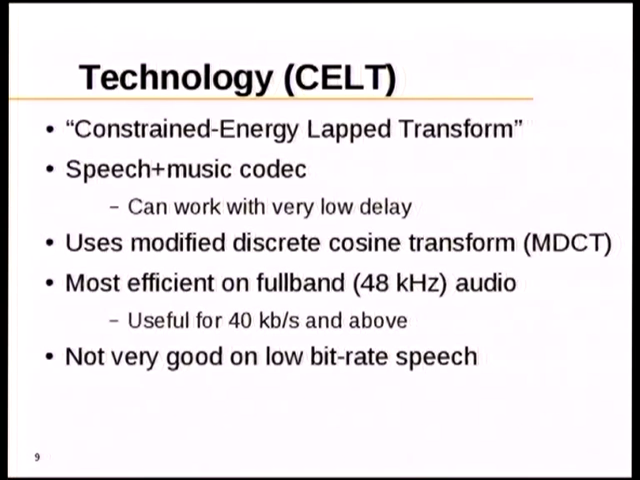 Technology (CELT)
• “Constrained-Energy Lapped Transform”
• Speech+music codec
– Can work with very low delay
• Uses modified discrete cosine transform (MDCT)
• Most efficient on fullband (48 kHz) audio
– Useful for 40 kb/s and above
• Not very good on low bit-rate speech
9